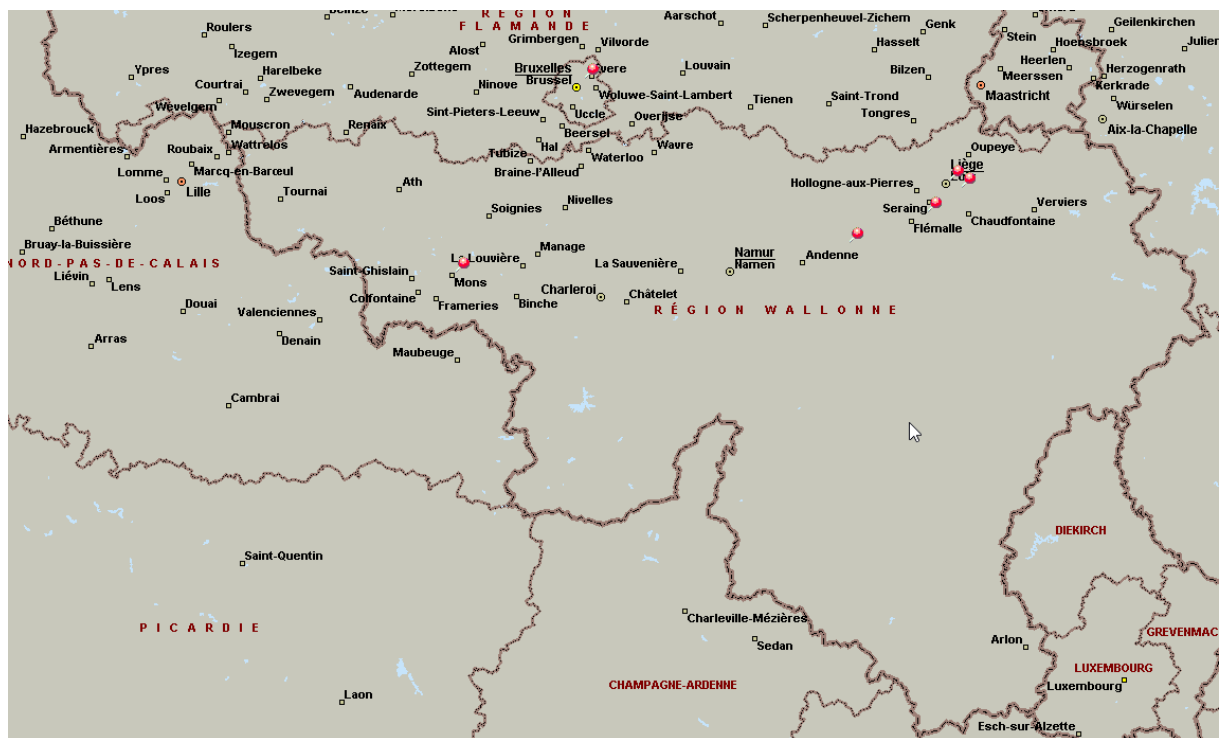 RÉGION
FLAMANDE
Aarschot
Scherpenheuvel-Zichem
Genk
Geilenkirchen
Roulers
Grimbergen
Vilvorde
Stein
Hoensbroek
Izegem
Alost
Hasselt
Heerlen
Ypres
Harelbeke
Zottegem
Bruxelles
Brussel
Louvain
Bilzen
Meerssen
Herzogenrath
Courtrai
Zwevegem
Audenarde
Ninove
Woluwe-Saint-Lambert
Kerkrade
Wevelgem
Maastricht
Würselen
Sint-Pieters-Leeuw
Uccle
Overijse
Tienen
Saint-Trond
Tongres
Aix-la-Chapelle
Hazebrouck
Mouscron
Renaix
Beersel
Armentières
Roubaix
Wattrelos
Hal
Tubize
Waterloo
Wavre
Oupeye
Lomme
Marcq-en-Barœul
Braine-l'Alleud
Liège
Loos
Lille
Tournai
Ath
Hollogne-aux-Pierres
Soignies
Nivelles
Seraing
Verviers
Béthune
Flémalle
Chaudfontaine
Bruay-la-Buissière
Manage
NORD-PAS-DE-CALAIS
Saint-Ghislain
La Louvière
La Sauvenière
Namur
Namen
Andenne
Liévin
Lens
Mons
Colfontaine
Frameries
Binche
Charleroi
Châtelet
Douai
Valenciennes
RÉGION WALLONNE
Arras
Denain
Maubeuge
Cambrai
DIEKIRCH
Saint-Quentin
Charleville-Mézières
PICARDIE
Sedan
Arlon
GREVENMAC
LUXEMBOURG
CHAMPAGNE-ARDENNE
Luxembourg
Laon
Esch-sur-Alzette